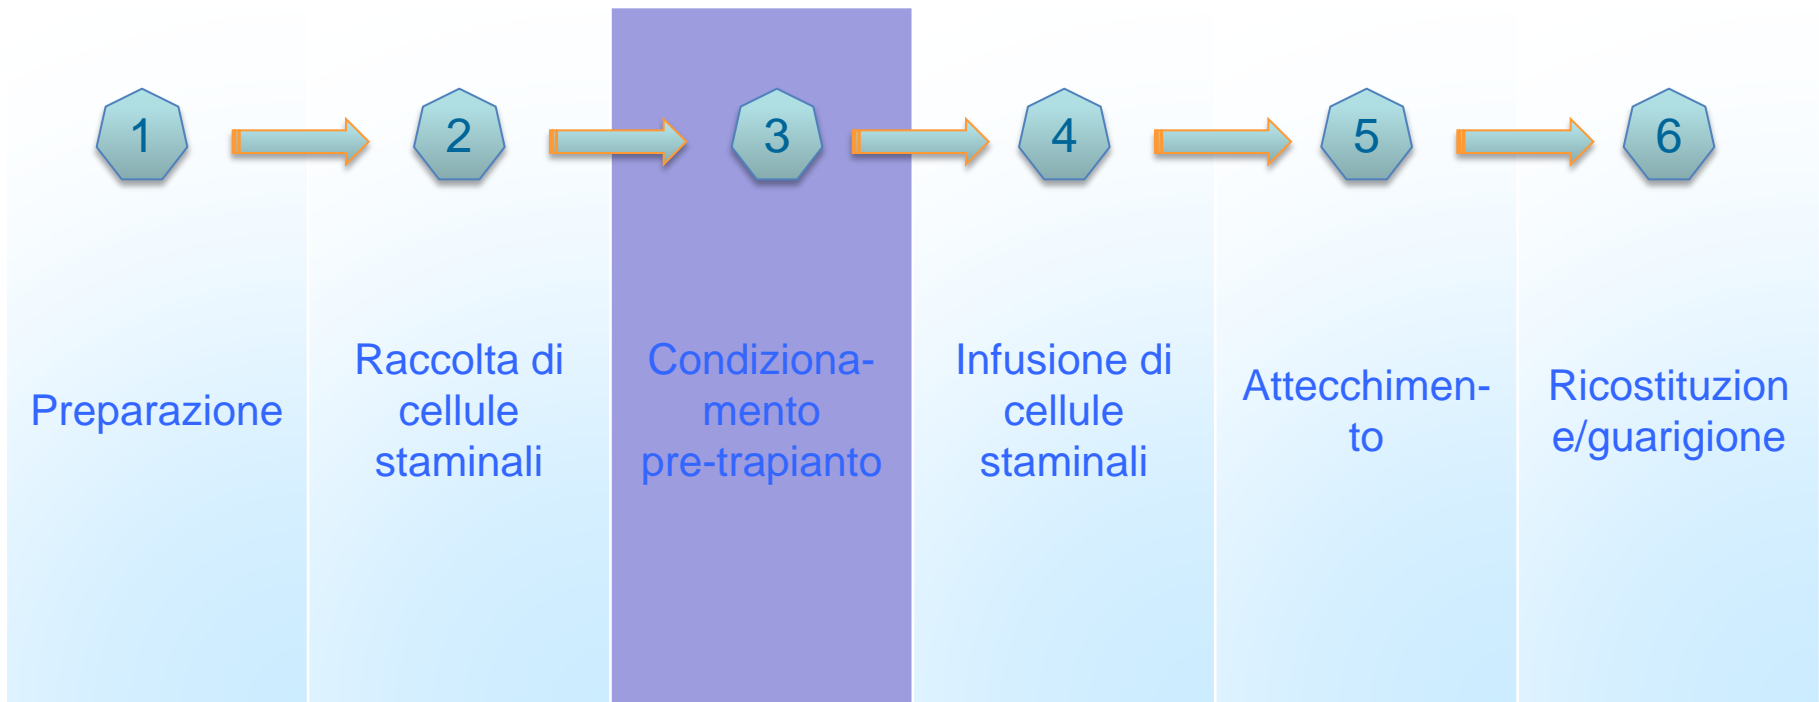 1
2
3
4
5
6
Preparazione
Raccolta di
cellule
staminali
Condiziona-
mento
pre-trapianto
Infusione di
cellule
staminali
Attecchimen-
to
Ricostituzion
e/guarigione